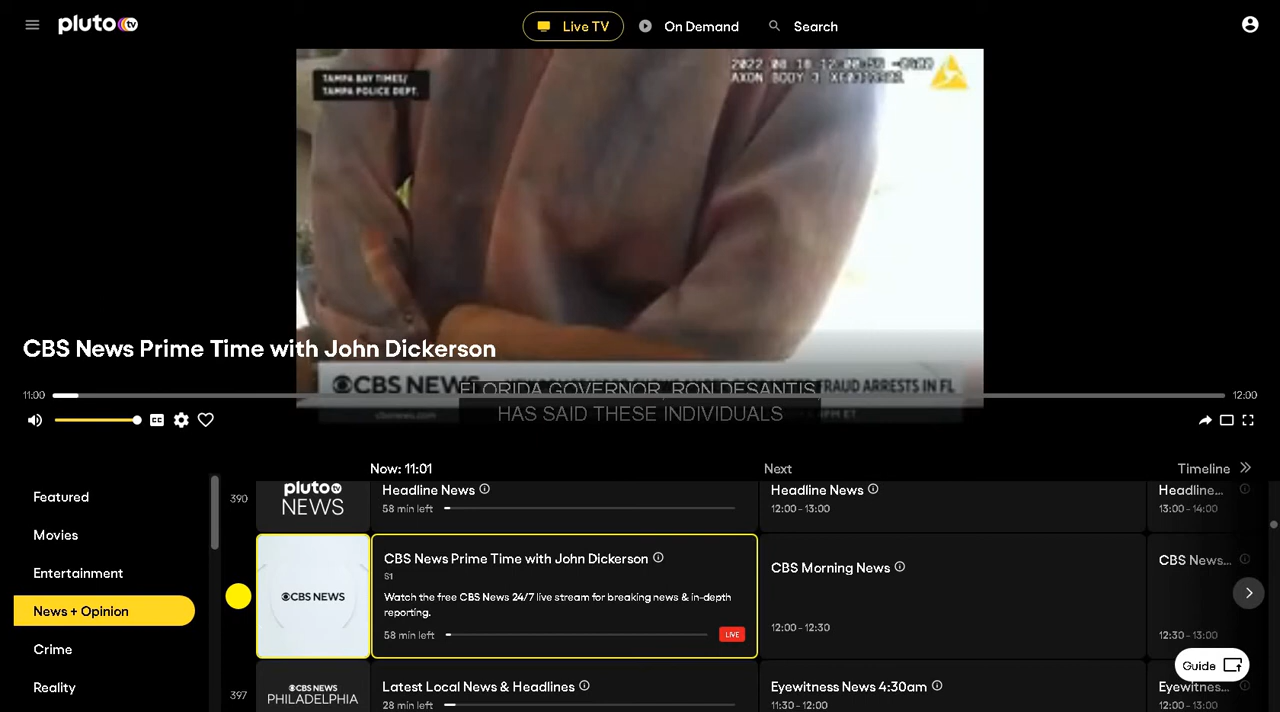 pluto tv
Live TV
On Demand
Search
TAMPA BAY TIMES/
TAMPA POLICE DEPT.
2022 08 18
AXON BODY 3
CBS News Prime Time with John Dickerson
CBS NEWS
FRAUD ARRESTS IN FL
cbsnews.com
FLORIDA GOVERNOR, RON DESANTIS
HAS SAID THESE INDIVIDUALS
11:00
12:00
CC
Now: 11:01
Next
Timeline
Featured
Movies
Entertainment
News + Opinion
Crime
Reality
390
pluto tv
NEWS
Headline News
58 min left
Headline News
12:00 - 13:00
Headline...
13:00 - 14:00
CBS NEWS
CBS News Prime Time with John Dickerson
S1
Watch the free CBS News 24/7 live stream for breaking news & in-depth
reporting.
58 min left
LIVE
CBS Morning News
12:00 - 12:30
CBS News...
12:30 - 13:00
397
CBS NEWS
PHILADELPHIA
Latest Local News & Headlines
28 min left
Eyewitness News 4:30am
11:30 - 12:00
Eyewitnes...
12:00 - 13:00
Guide